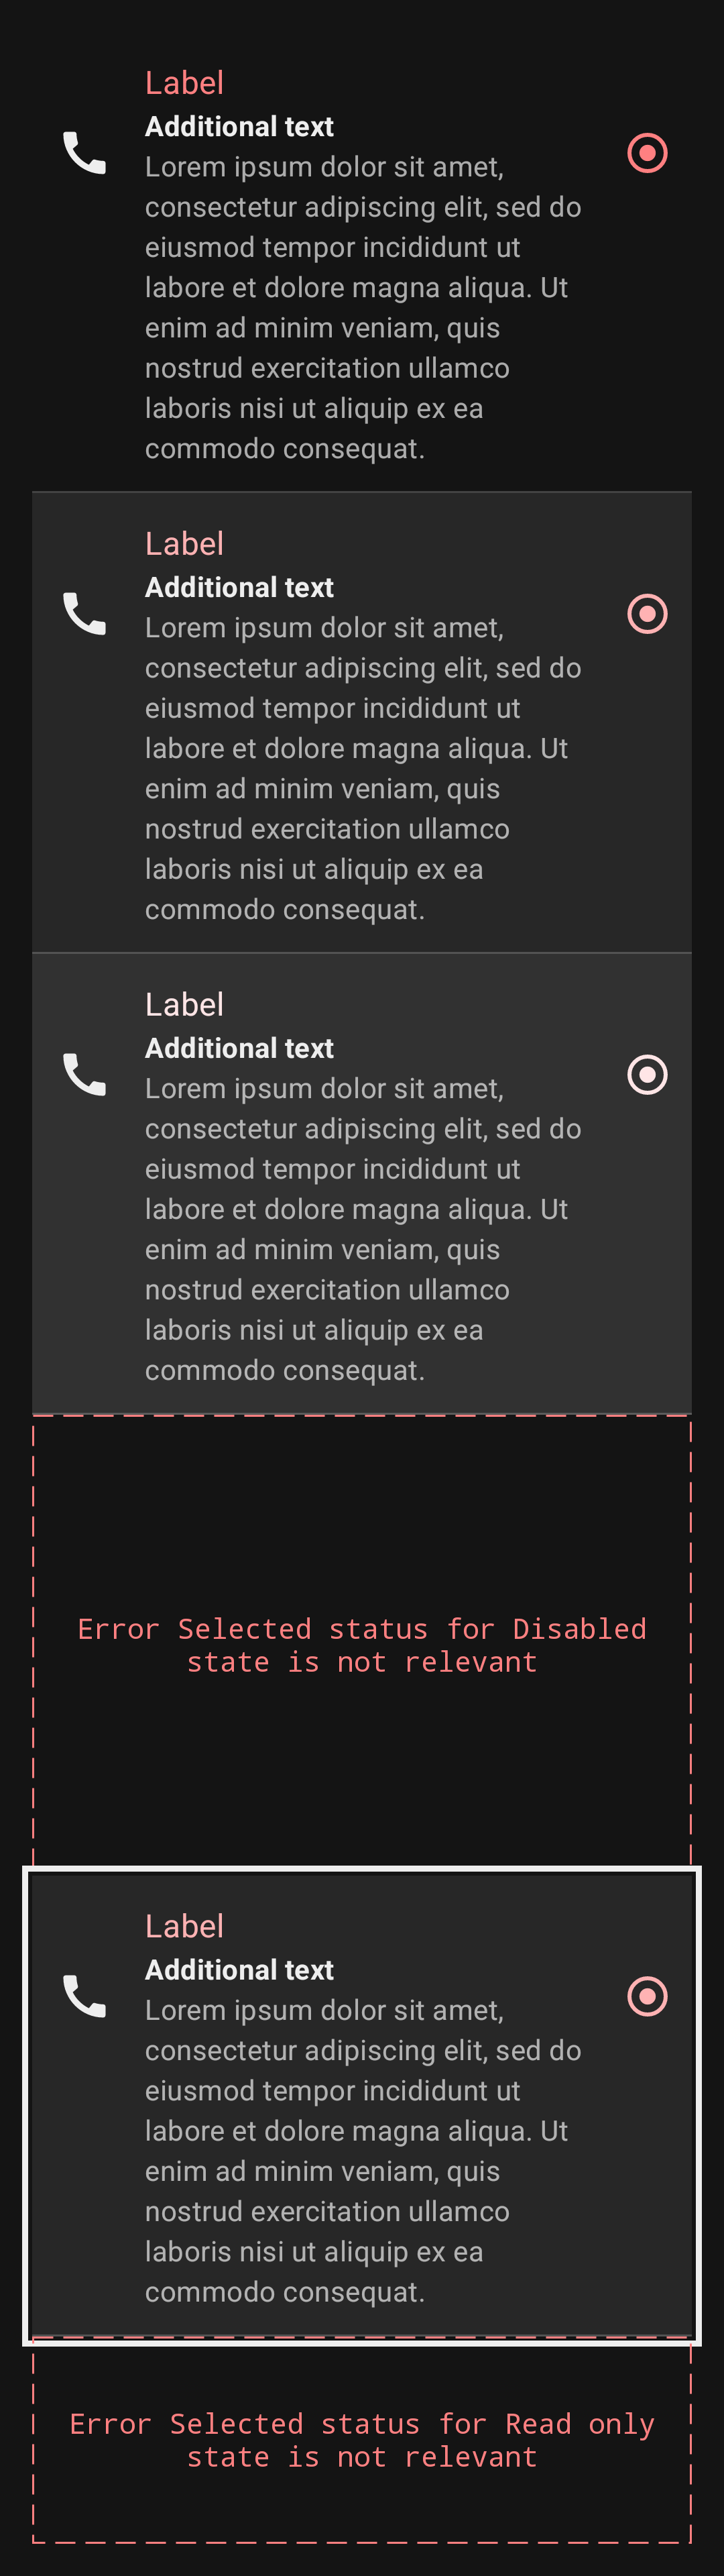 Label
Additional text
Lorem ipsum dolor sit amet,
consectetur adipiscing elit, sed do
eiusmod tempor incididunt ut
labore et dolore magna aliqua. Ut
enim ad minim veniam, quis
nostrud exercitation ullamco
laboris nisi ut aliquip ex ea
commodo consequat.
Label
Additional text
Lorem ipsum dolor sit amet,
consectetur adipiscing elit, sed do
eiusmod tempor incididunt ut
labore et dolore magna aliqua. Ut
enim ad minim veniam, quis
nostrud exercitation ullamco
laboris nisi ut aliquip ex ea
commodo consequat.
Label
Additional text
Lorem ipsum dolor sit amet,
consectetur adipiscing elit, sed do
eiusmod tempor incididunt ut
labore et dolore magna aliqua. Ut
enim ad minim veniam, quis
nostrud exercitation ullamco
laboris nisi ut aliquip ex ea
commodo consequat.
Error Selected status for Disabled
state is not relevant
Label
Additional text
Lorem ipsum dolor sit amet,
consectetur adipiscing elit, sed do
eiusmod tempor incididunt ut
labore et dolore magna aliqua. Ut
enim ad minim veniam, quis
nostrud exercitation ullamco
laboris nisi ut aliquip ex ea
commodo consequat.
Error Selected status for Read only
state is not relevant